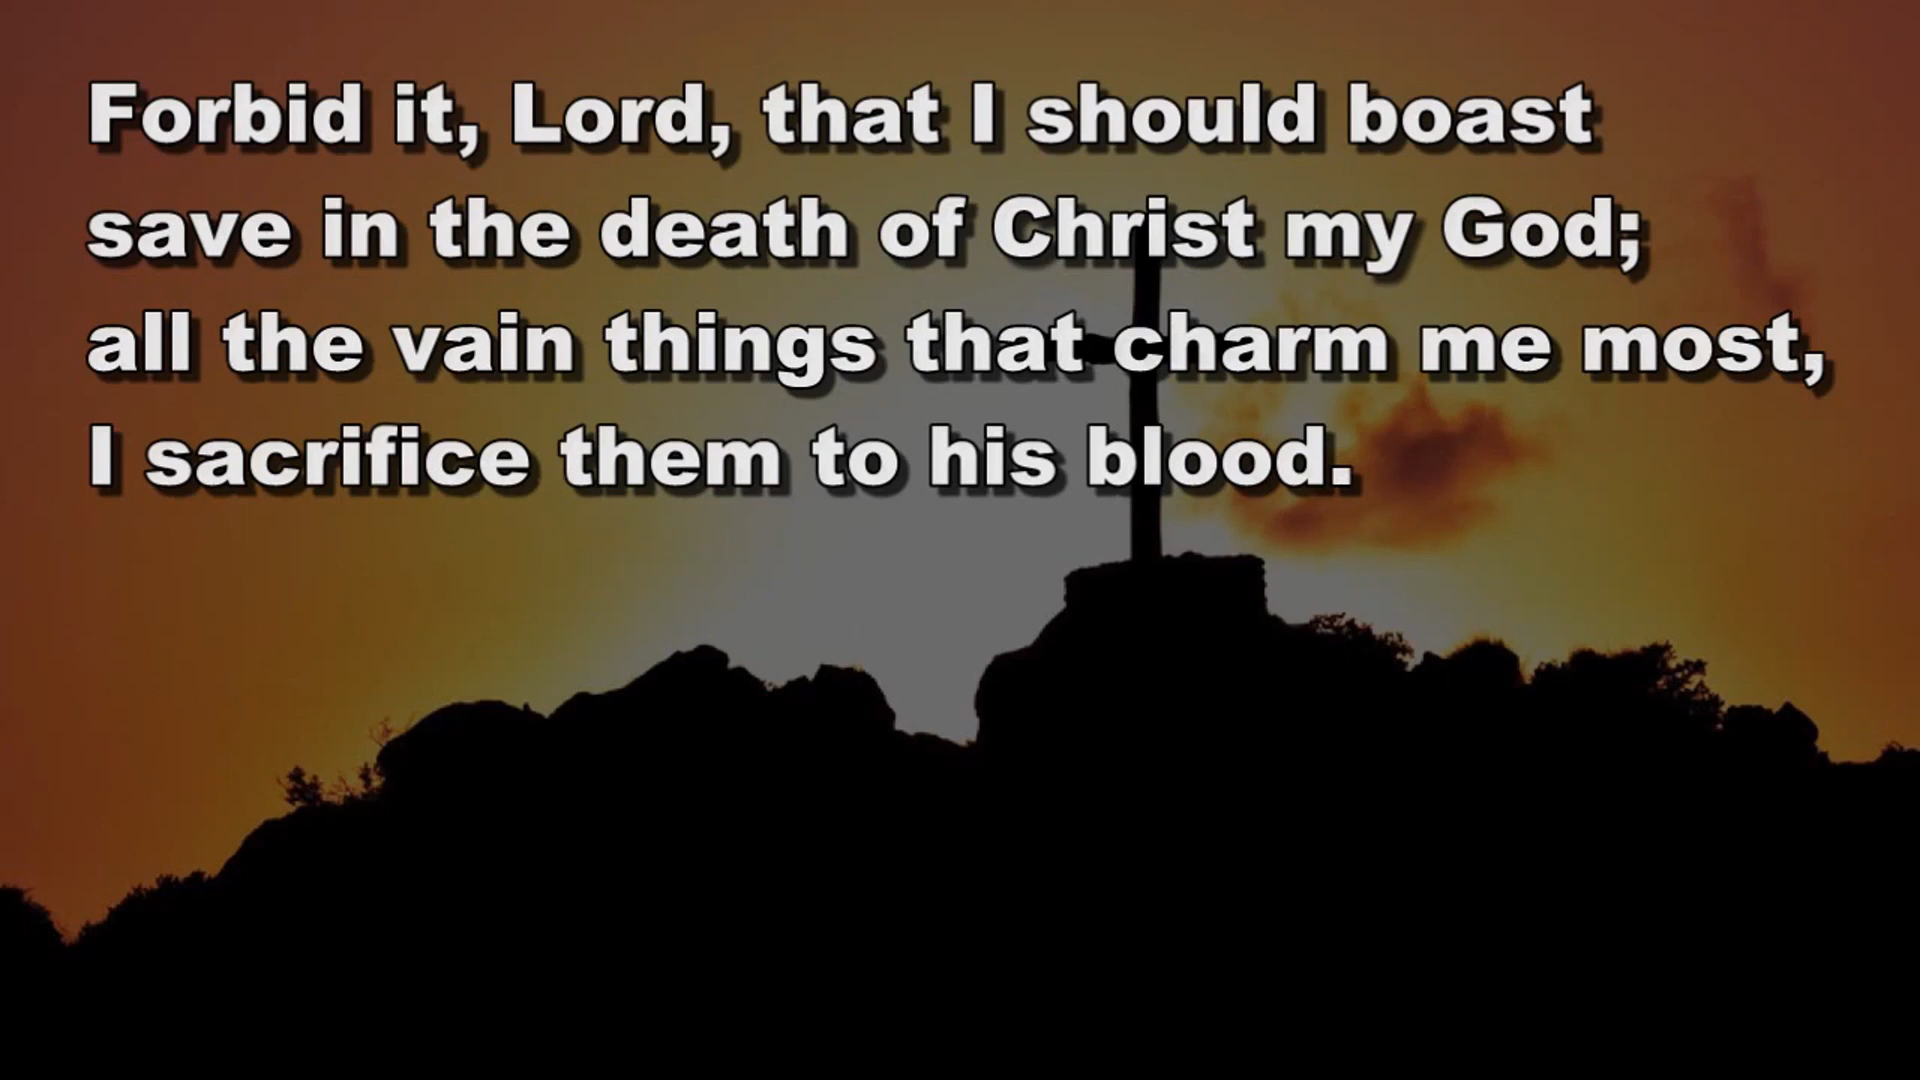 Forbid it, Lord, that I should boast
save in the death of Christ my God;
all the vain things that charm me most,
I sacrifice them to his blood.